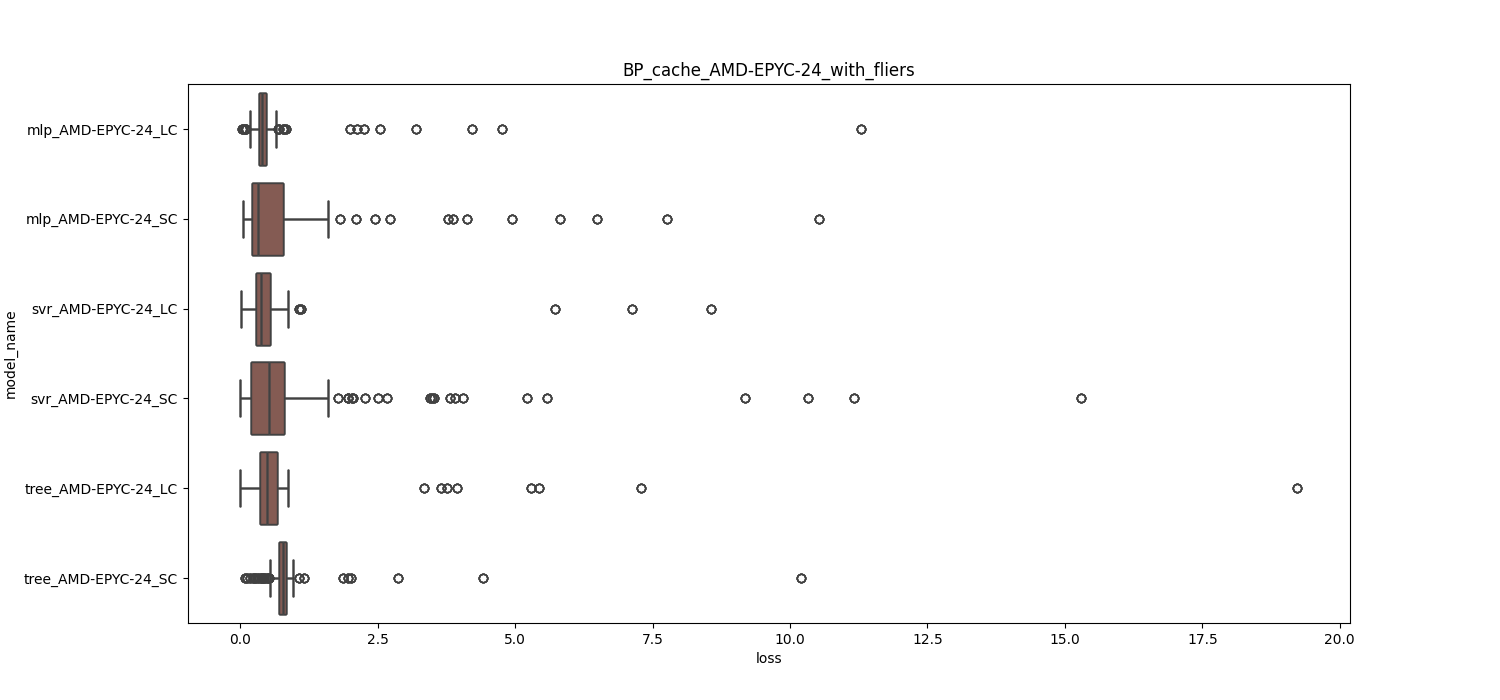 BP_cache_AMD-EPYC-24_with_fliers
mlp_AMD-EPYC-24_LC
mlp_AMD-EPYC-24_SC
svr_AMD-EPYC-24_LC
svr_AMD-EPYC-24_SC
tree_AMD-EPYC-24_LC
tree_AMD-EPYC-24_SC
model_name
0.0 2.5 5.0 7.5 10.0 12.5 15.0 17.5 20.0
loss